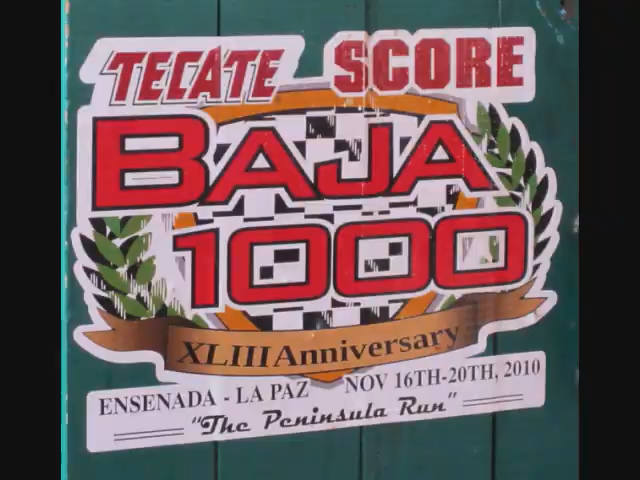 TECATE SCORE
BAJA
1000
XLIII Anniversary
ENSENADA - LA PAZ NOV 16TH-20TH, 2010
"The Peninsula Run"